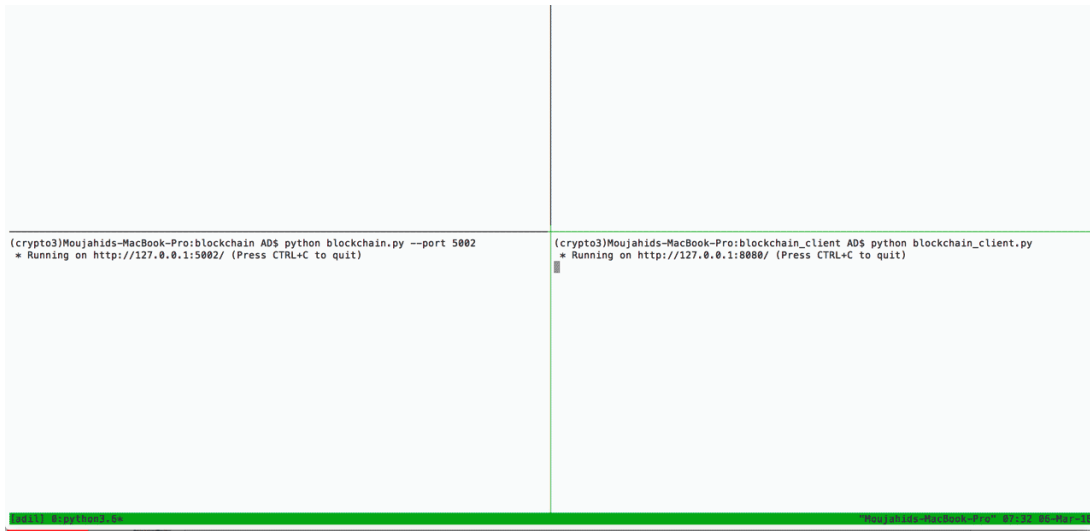 (crypto3)Moujahids-MacBook-Pro:blockchain AD$ python blockchain.py --port 5002
* Running on http://127.0.0.1:5002/ (Press CTRL+C to quit)
(crypto3)Moujahids-MacBook-Pro:blockchain_client AD$ python blockchain_client.py
* Running on http://127.0.0.1:8080/ (Press CTRL+C to quit)
[adil] 0:python3.6*
"Moujahids-MacBook-Pro" 07:32 06-Mar-1